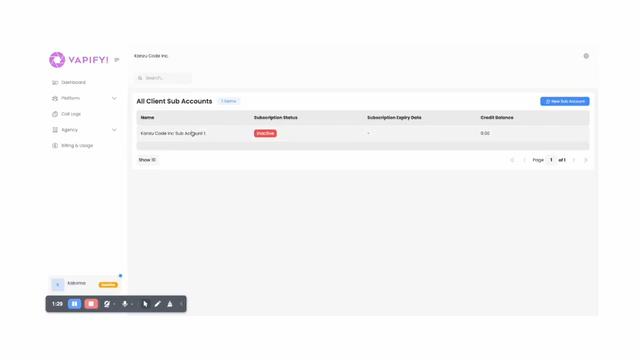 VAPIFY!
Kanzu Code Inc.
Dashboard
Platform
Call Logs
Agency
Billing & Usage
Search...
All Client Sub Accounts
1 items
New Sub Account
Name
Subscription Status
Subscription Expiry Date
Credit Balance
Kanzu Code Inc Sub Account 1
Inactive
-
0.02
Show 10
Page 1 of 1
1:29